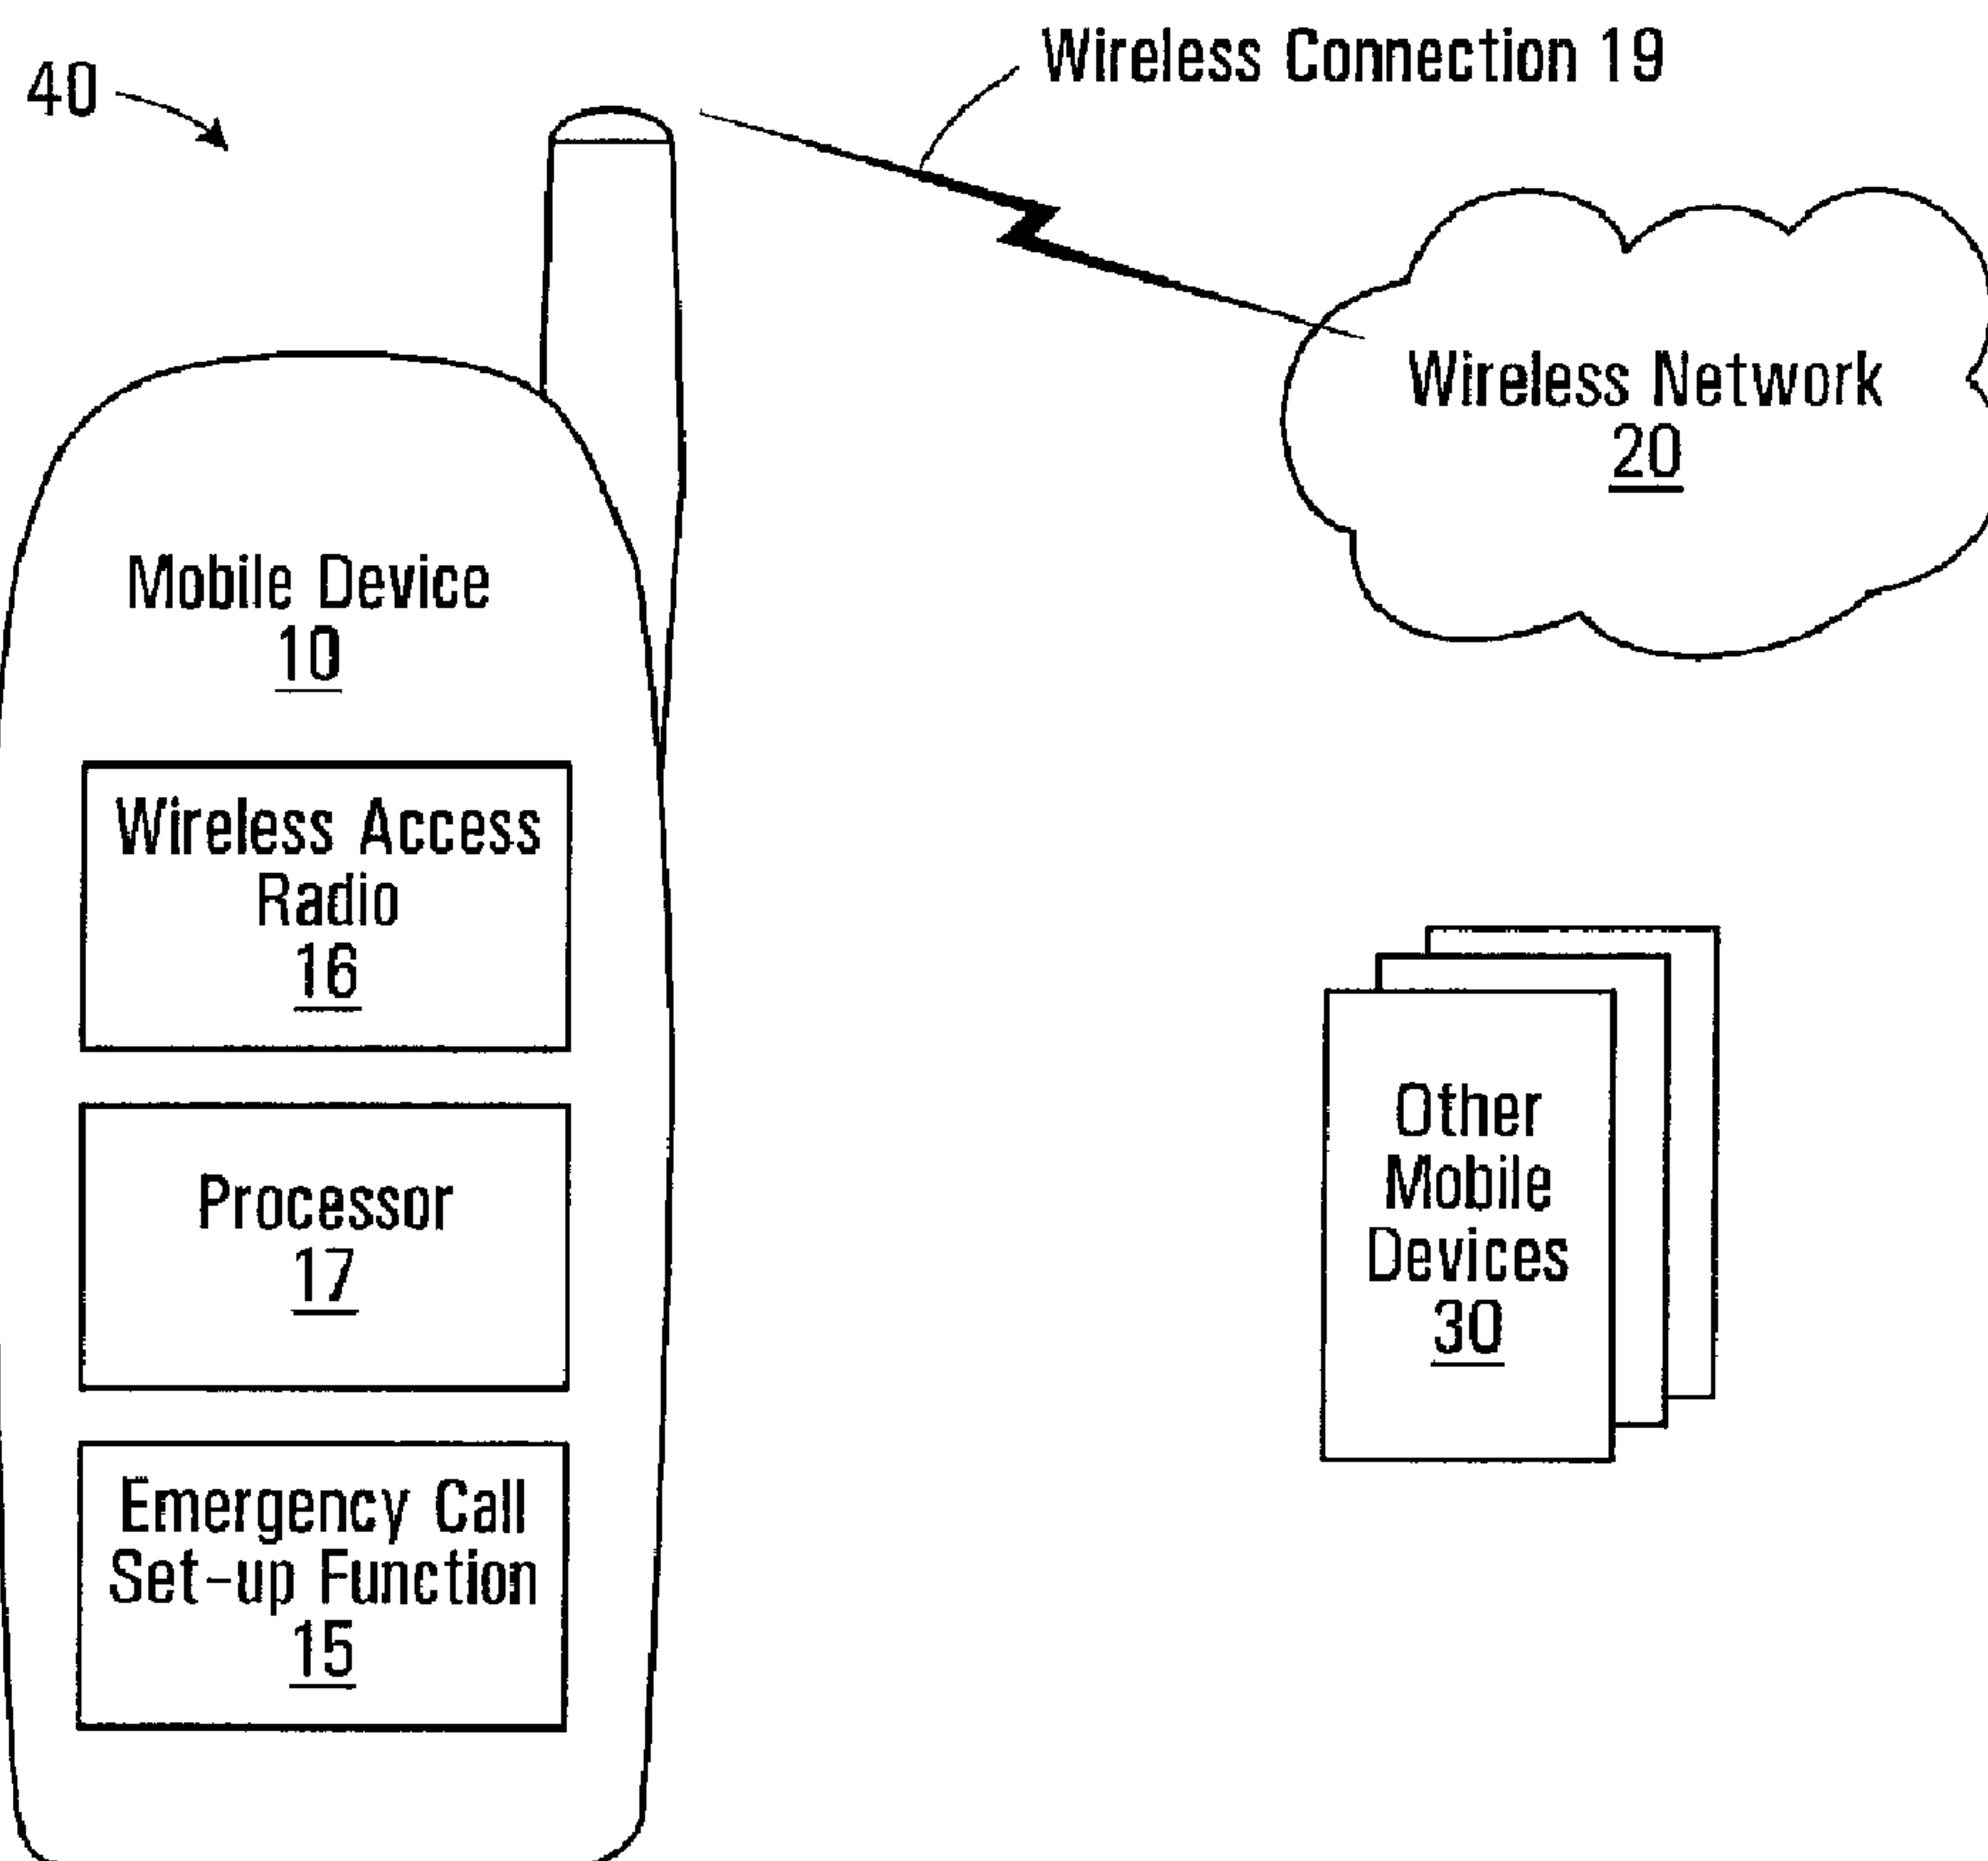 40
Wireless Connection 19
Wireless Network
20
Mobile Device
10
Wireless Access
Radio
16
Processor
17
Emergency Call
Set-up Function
15
Other
Mobile
Devices
30